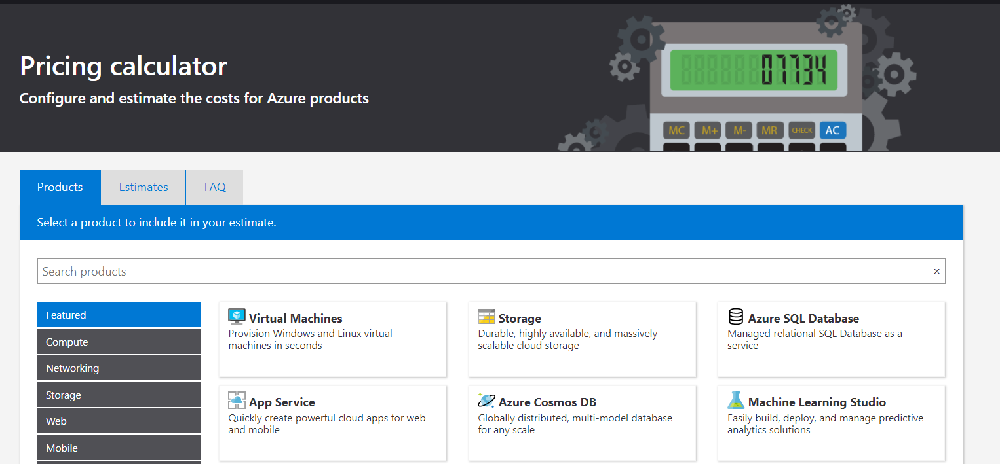 Pricing calculator
Configure and estimate the costs for Azure products
07734
MC M+ M- MR CHECK AC
Products Estimates FAQ
Select a product to include it in your estimate.
Search products ×
Featured
Compute
Networking
Storage
Web
Mobile
Virtual Machines
Provision Windows and Linux virtual
machines in seconds
Storage
Durable, highly available, and massively
scalable cloud storage
Azure SQL Database
Managed relational SQL Database as a
service
App Service
Quickly create powerful cloud apps for web
and mobile
Azure Cosmos DB
Globally distributed, multi-model database
for any scale
Machine Learning Studio
Easily build, deploy, and manage predictive
analytics solutions